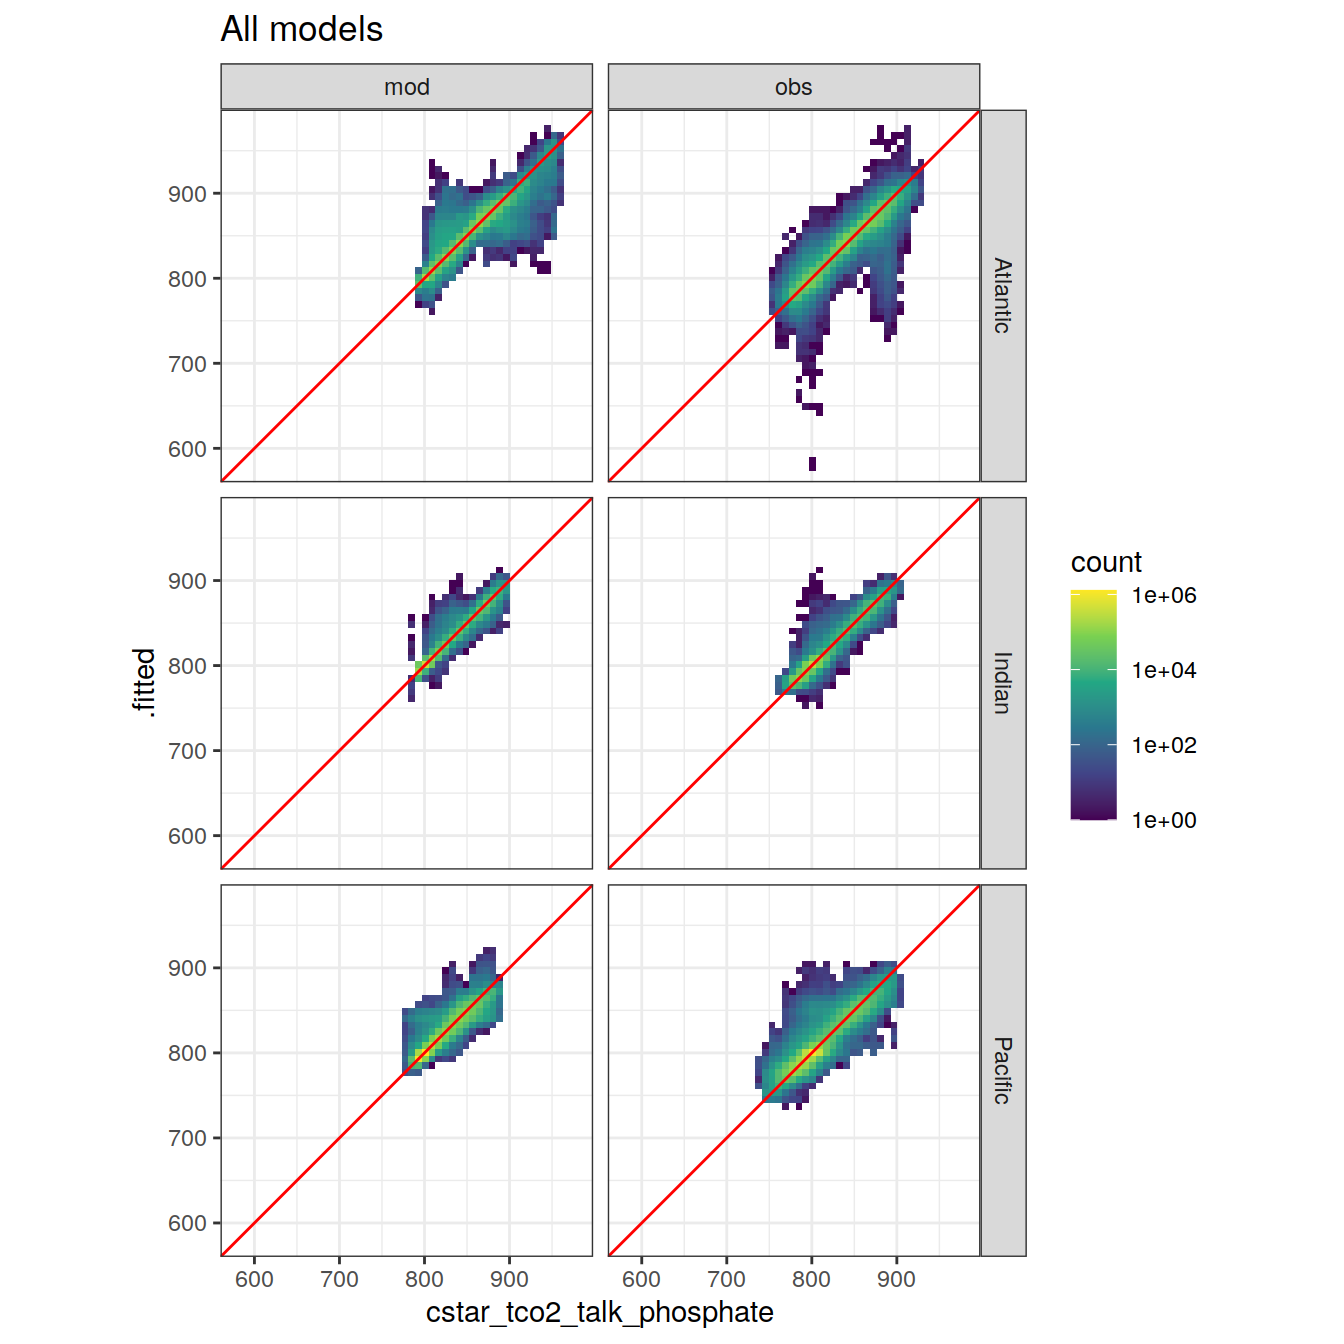 All models
mod
obs
900
800
700
600
Atlantic
900
800
700
600
Indian
900
800
700
600
Pacific
.fitted
600 700 800 900
600 700 800 900
cstar_tco2_talk_phosphate
count
1e+06
1e+04
1e+02
1e+00